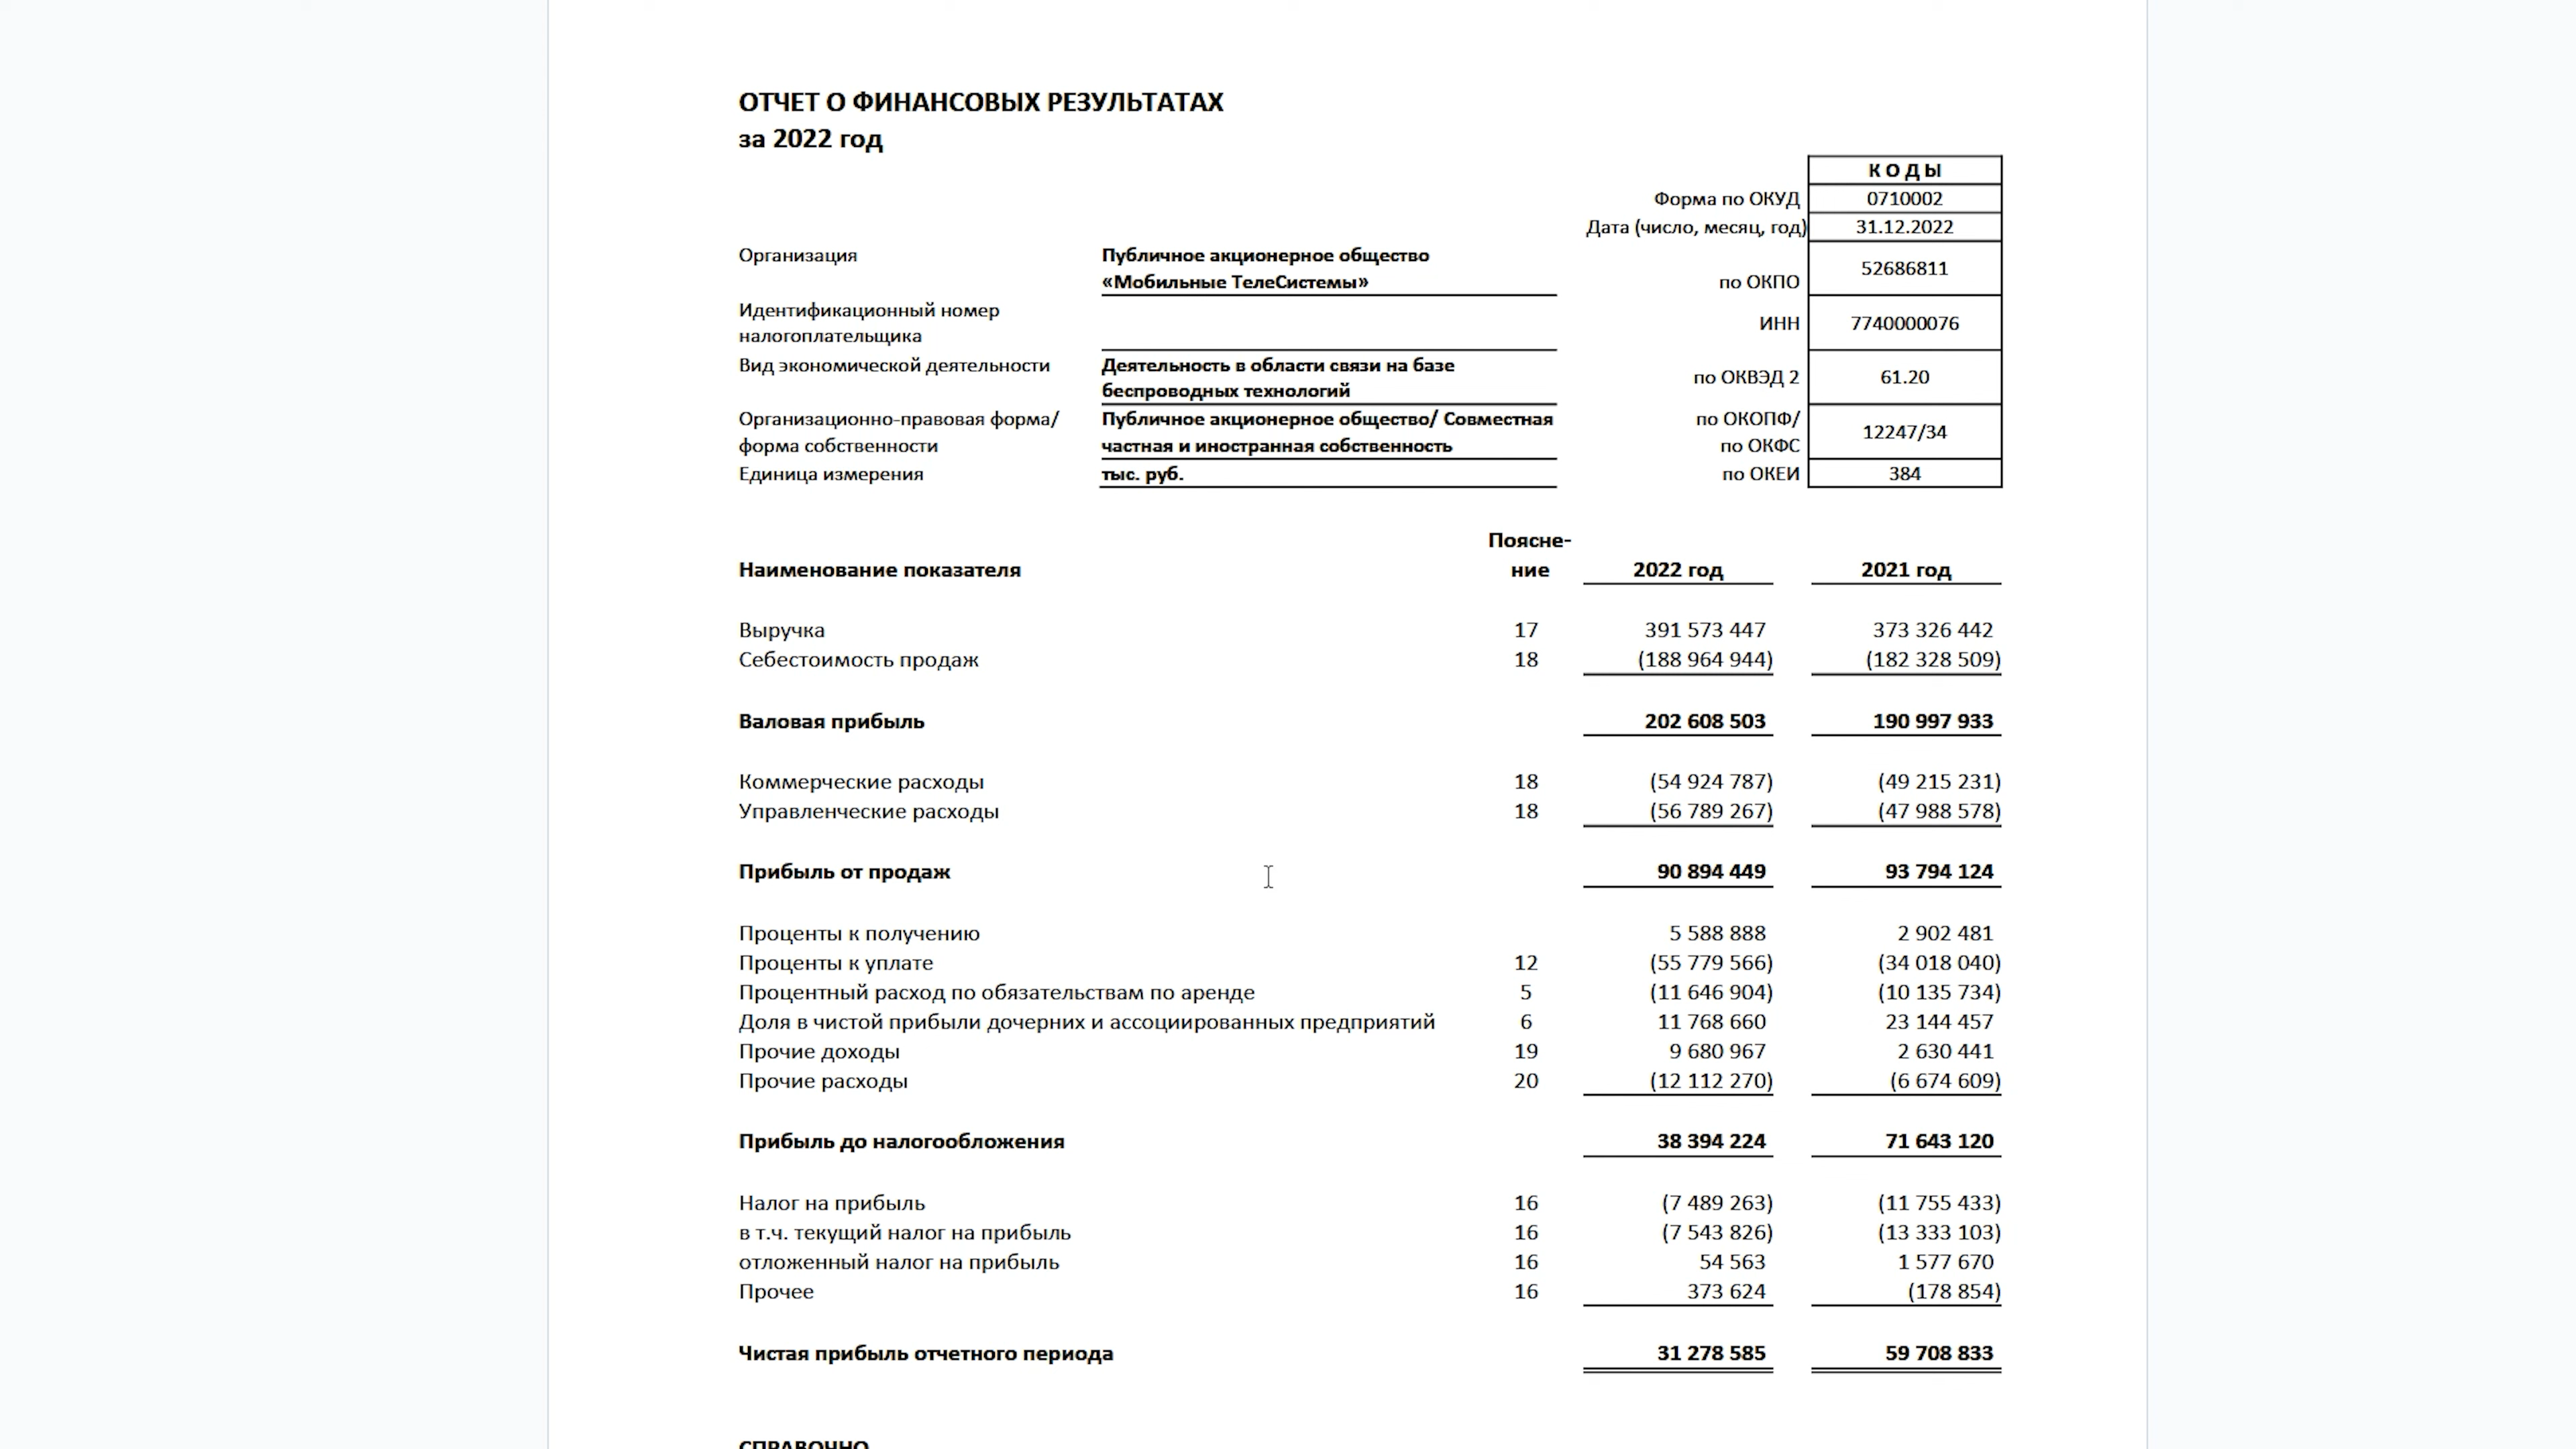 ОТЧЕТ О ФИНАНСОВЫХ РЕЗУЛЬТАТАХ
за 2022 год
К О Д Ы
Форма по ОКУД 0710002
Дата (число, месяц, год) 31.12.2022
Организация Публичное акционерное общество
«Мобильные ТелеСистемы» по ОКПО 52686811
Идентификационный номер
налогоплательщика ИНН 7740000076
Вид экономической деятельности Деятельность в области связи на базе
беспроводных технологий по ОКВЭД 2 61.20
Организационно-правовая форма/ Публичное акционерное общество/ Совместная по ОКОПФ/
форма собственности частная и иностранная собственность по ОКФС 12247/34
Единица измерения тыс. руб. по ОКЕИ 384
Поясне-
Наименование показателя ние 2022 год 2021 год
Выручка 17 391 573 447 373 326 442
Себестоимость продаж 18 (188 964 944) (182 328 509)
Валовая прибыль 202 608 503 190 997 933
Коммерческие расходы 18 (54 924 787) (49 215 231)
Управленческие расходы 18 (56 789 267) (47 988 578)
Прибыль от продаж 90 894 449 93 794 124
Проценты к получению 5 588 888 2 902 481
Проценты к уплате 12 (55 779 566) (34 018 040)
Процентный расход по обязательствам по аренде 5 (11 646 904) (10 135 734)
Доля в чистой прибыли дочерних и ассоциированных предприятий 6 11 768 660 23 144 457
Прочие доходы 19 9 680 967 2 630 441
Прочие расходы 20 (12 112 270) (6 674 609)
Прибыль до налогообложения 38 394 224 71 643 120
Налог на прибыль 16 (7 489 263) (11 755 433)
в т.ч. текущий налог на прибыль 16 (7 543 826) (13 333 103)
отложенный налог на прибыль 16 54 563 1 577 670
Прочее 16 373 624 (178 854)
Чистая прибыль отчетного периода 31 278 585 59 708 833
СПРАВОЧНО